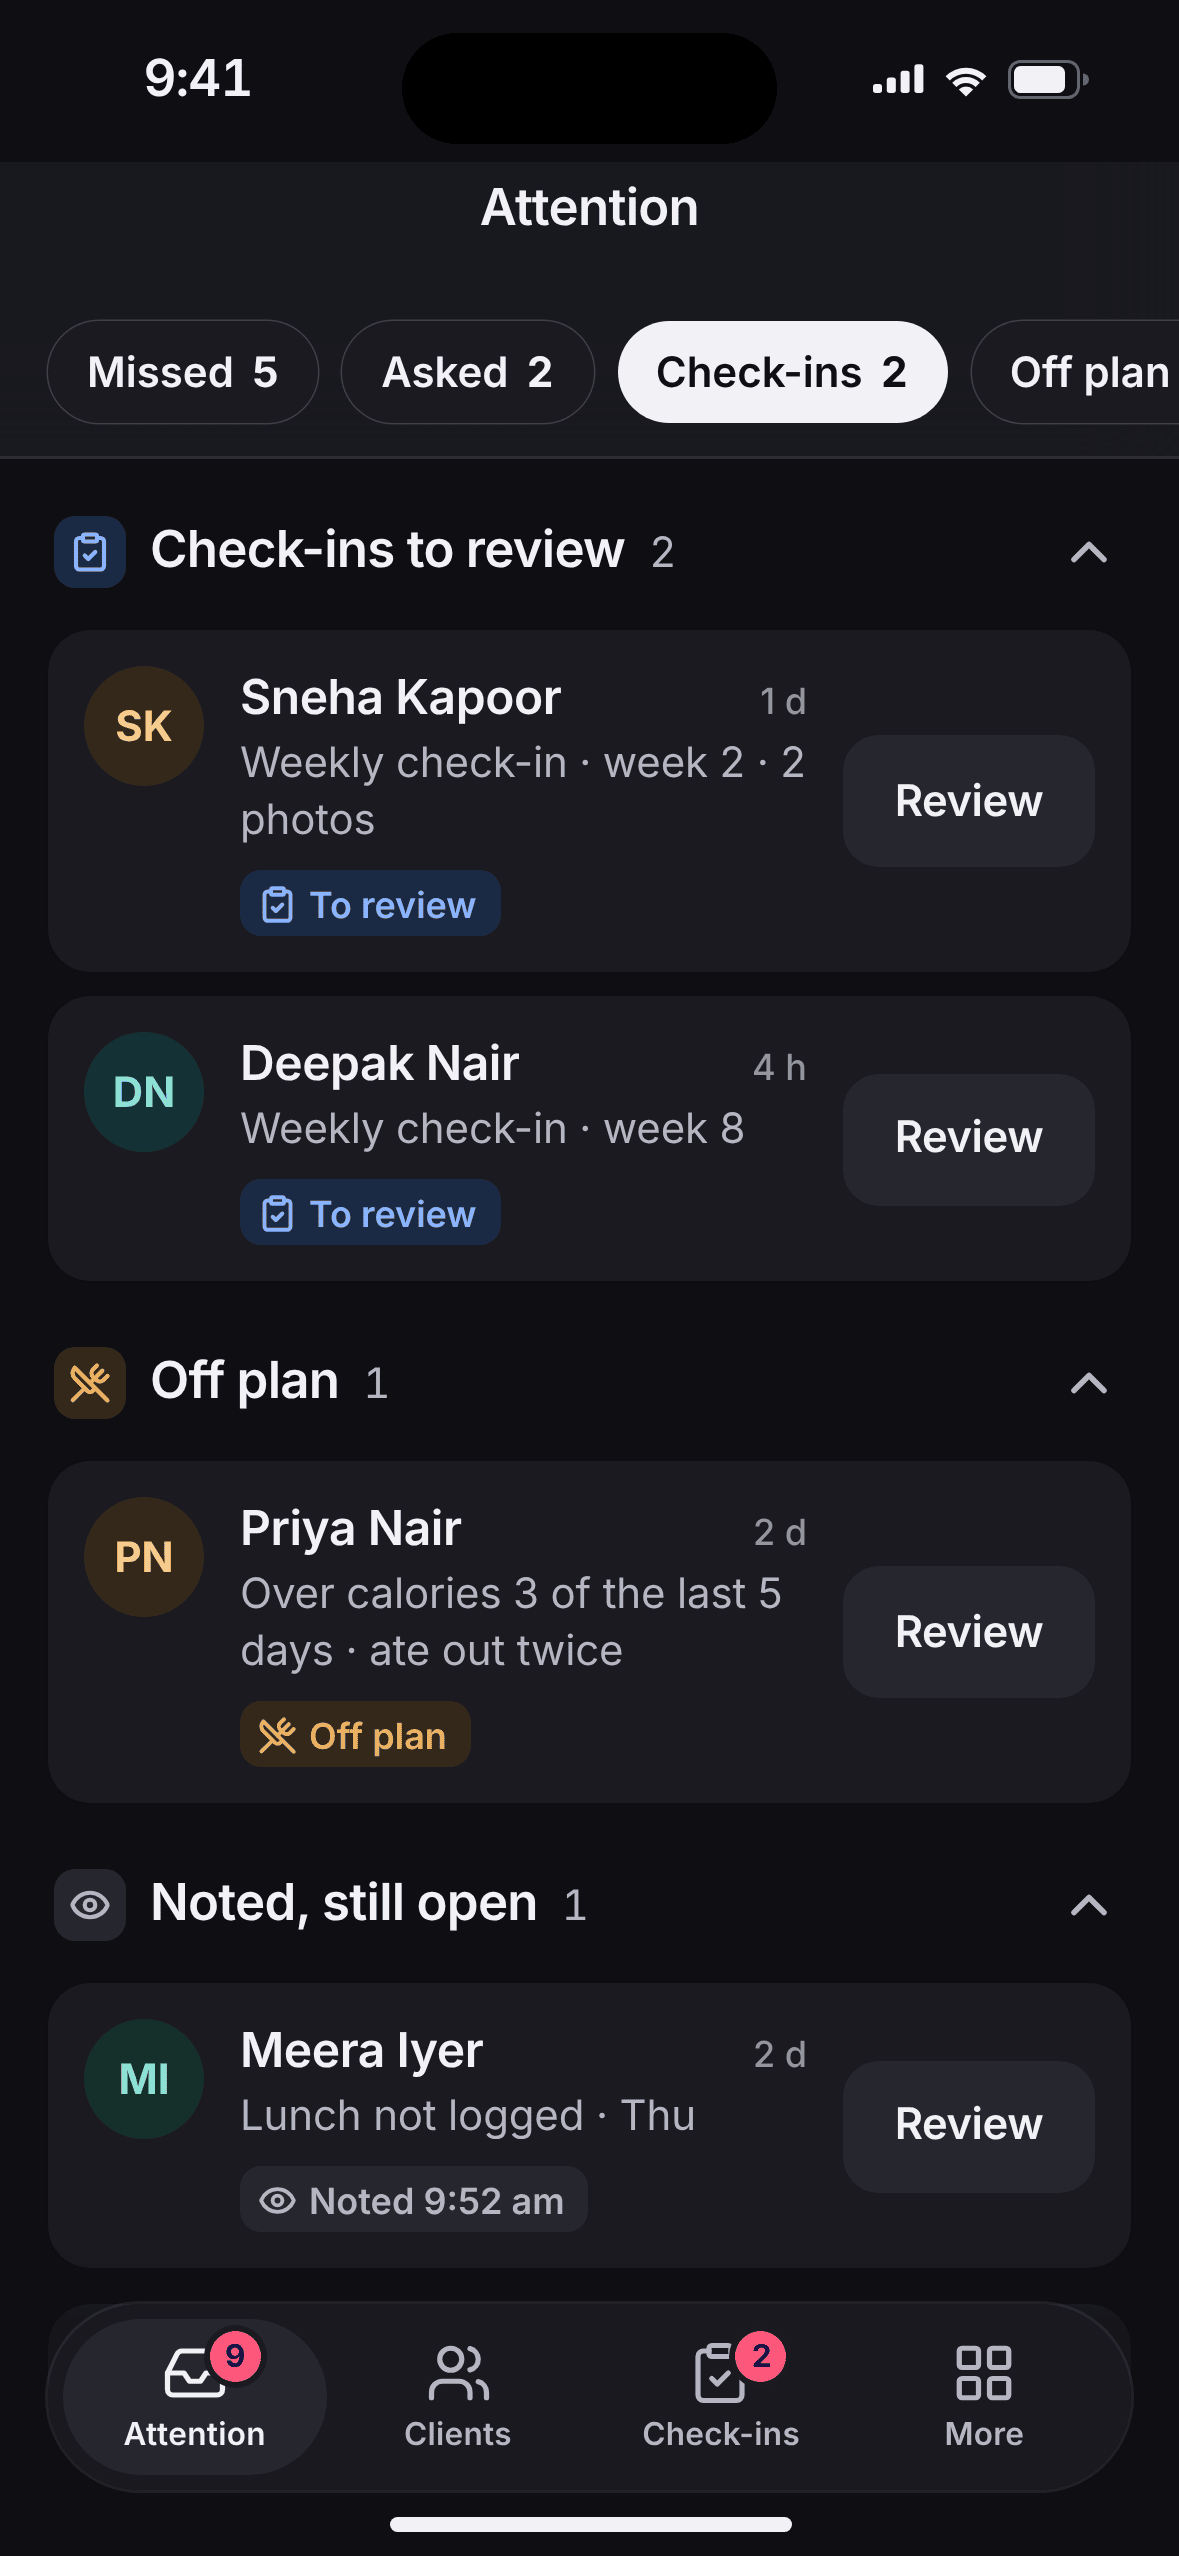 9:41
Attention
Missed 5
Asked 2
Check-ins 2
Off plan
Check-ins to review 2
SK
Sneha Kapoor
1 d
Weekly check-in · week 2 · 2
photos
Review
To review
DN
Deepak Nair
4 h
Weekly check-in · week 8
Review
To review
Off plan 1
PN
Priya Nair
2 d
Over calories 3 of the last 5
days · ate out twice
Review
Off plan
Noted, still open 1
MI
Meera Iyer
2 d
Lunch not logged · Thu
Review
Noted 9:52 am
9
2
Attention
Clients
Check-ins
More